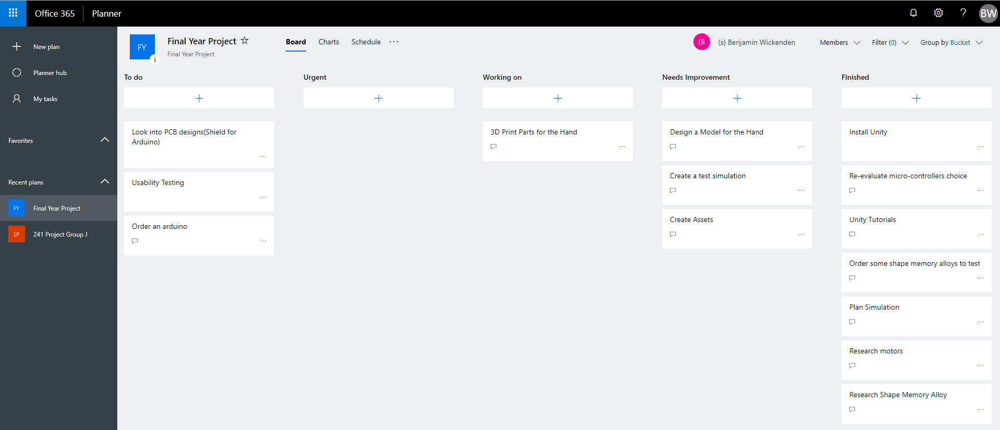 Office 365
Planner
BW
New plan
Planner hub
My tasks
Favorites
Recent plans
FY
Final Year Project
EP
241 Project Group J
FY
i
Final Year Project
Final Year Project
Board
Charts
Schedule
(B
(s) Benjamin Wickenden
Members
Filter (0)
Group by Bucket
To do
Look into PCB designs(Shield for
Arduino)
Usability Testing
Order an arduino
Urgent
Working on
3D Print Parts for the Hand
Needs Improvement
Design a Model for the Hand
Create a test simulation
Create Assets
FInished
Install Unity
Re-evaluate micro-controllers choice
Unity Tutorials
Order some shape memory alloys to test
Plan Simulation
Research motors
Research Shape Memory Alloy